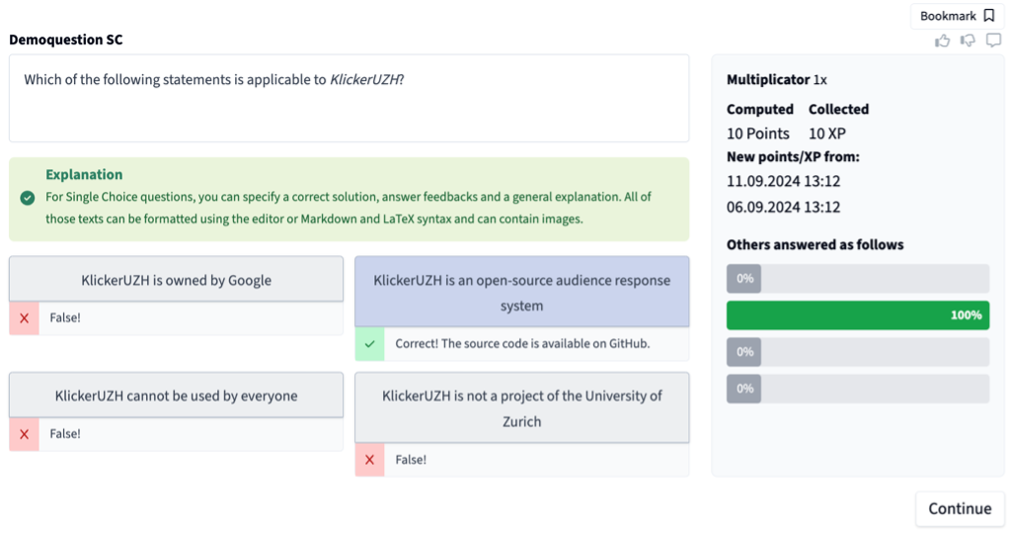 Bookmark
Demoquestion SC
Which of the following statements is applicable to KlickerUZH?
Explanation
For Single Choice questions, you can specify a correct solution, answer feedbacks and a general explanation. All of
those texts can be formatted using the editor or Markdown and LaTeX syntax and can contain images.
KlickerUZH is owned by Google
False!
KlickerUZH is an open-source audience response
system
Correct! The source code is available on GitHub.
KlickerUZH cannot be used by everyone
False!
KlickerUZH is not a project of the University of
Zurich
False!
Multiplicator 1x
Computed Collected
10 Points 10 XP
New points/XP from:
11.09.2024 13:12
06.09.2024 13:12
Others answered as follows
0%
100%
0%
0%
Continue